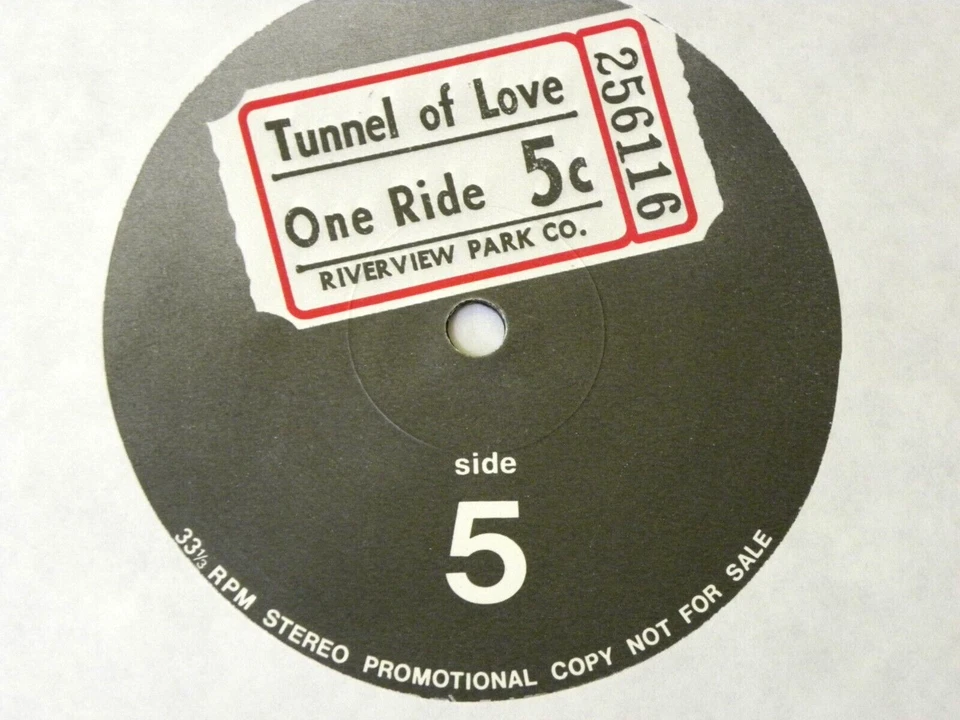 Tunnel of Love
One Ride 5c
RIVERVIEW PARK CO.
256116
side
5
33⅓ RPM STEREO PROMOTIONAL COPY NOT FOR SALE